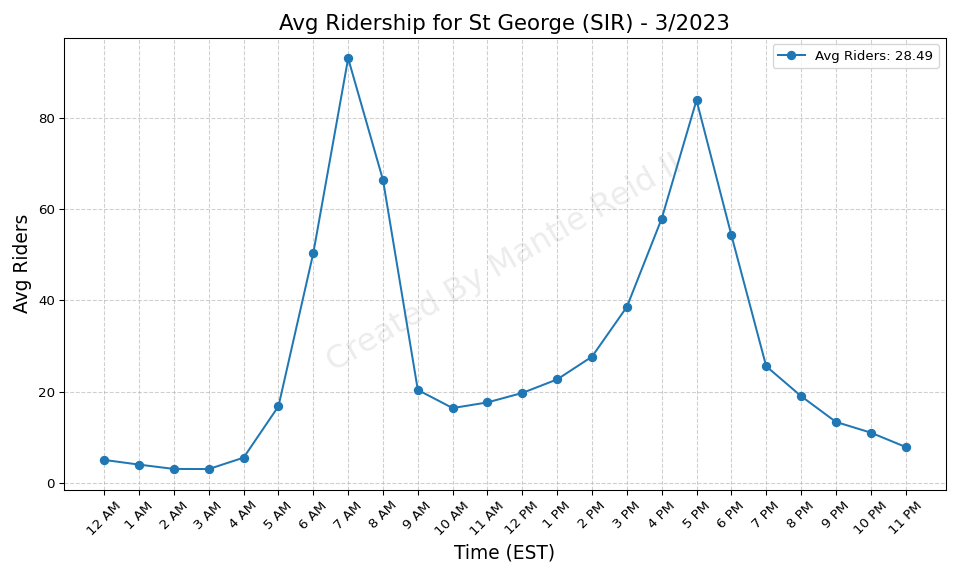 Avg Ridership for St George (SIR) - 3/2023
Avg Riders: 28.49
Avg Riders
80
60
40
20
0
Created By Mantle Reid II
12 AM
1 AM
2 AM
3 AM
4 AM
5 AM
6 AM
7 AM
8 AM
9 AM
10 AM
11 AM
12 PM
1 PM
2 PM
3 PM
4 PM
5 PM
6 PM
7 PM
8 PM
9 PM
10 PM
11 PM
Time (EST)